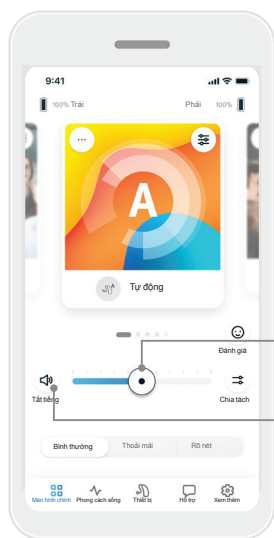 9:41
100% Trái Phải 100%
A
Tự động
Đánh giá
Tắt tiếng Chia tách
Bình thường Thoải mái Rõ nét
Màn hình chính Phong cách sống Thiết bị Hỗ trợ Xem thêm